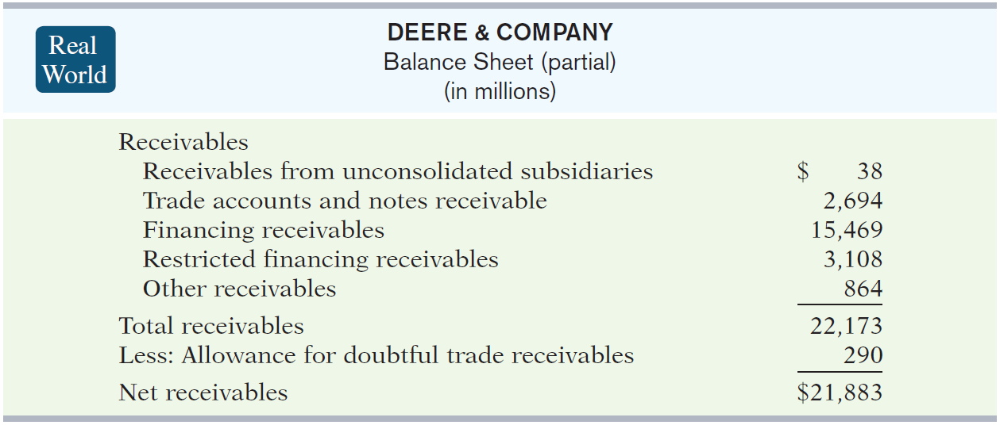 Real
World
DEERE & COMPANY
Balance Sheet (partial)
(in millions)
Receivables
Receivables from unconsolidated subsidiaries $ 38
Trade accounts and notes receivable 2,694
Financing receivables 15,469
Restricted financing receivables 3,108
Other receivables 864
Total receivables 22,173
Less: Allowance for doubtful trade receivables 290
Net receivables $21,883